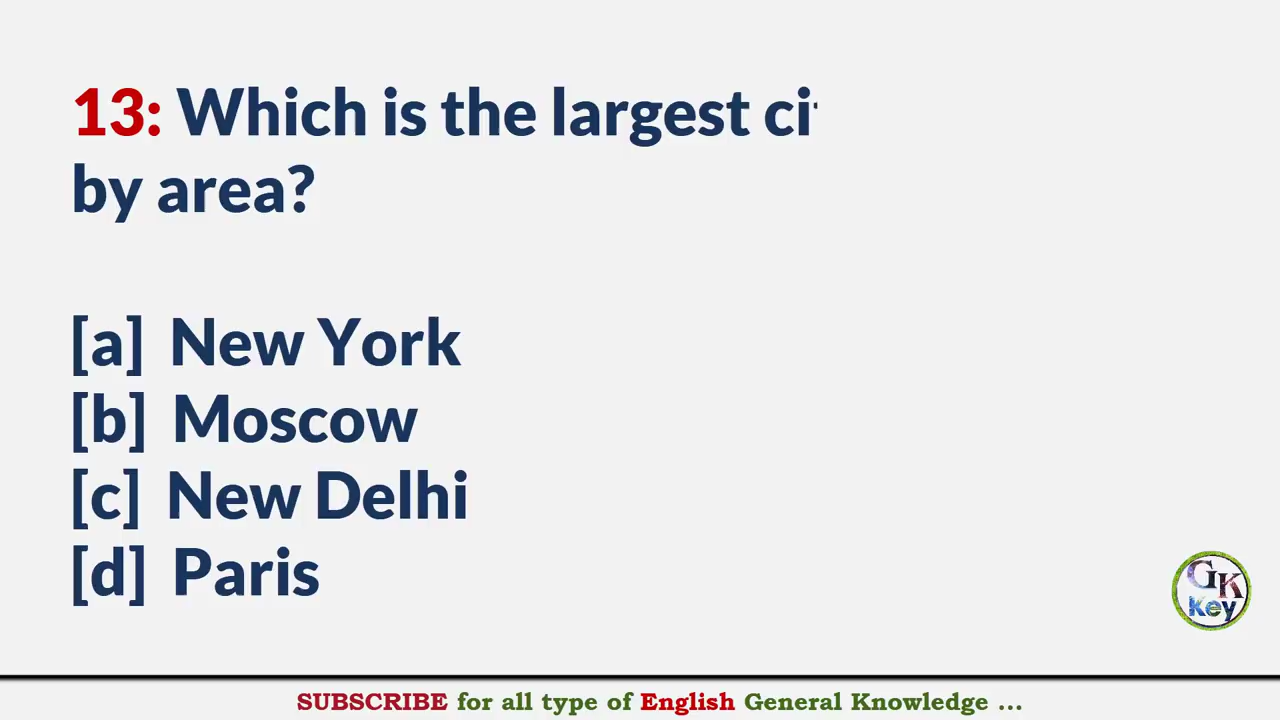 13: Which is the largest
by area?
[a] New York
[b] Moscow
[c] New Delhi
[d] Paris
GK
Key
SUBSCRIBE for all type of English General Knowledge ...